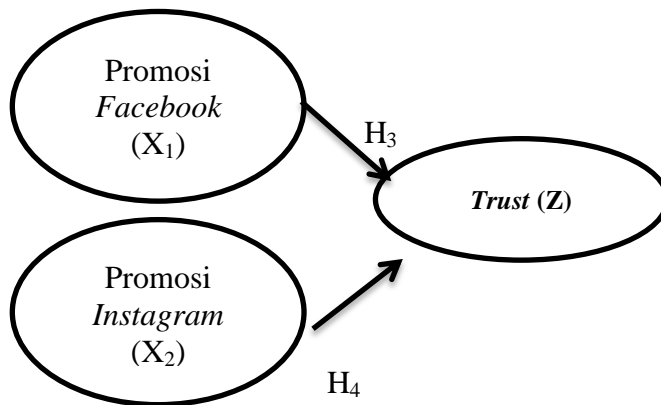 Promosi
Facebook
(X₁)
H₃
Trust (Z)
Promosi
Instagram
(X₂)
H₄